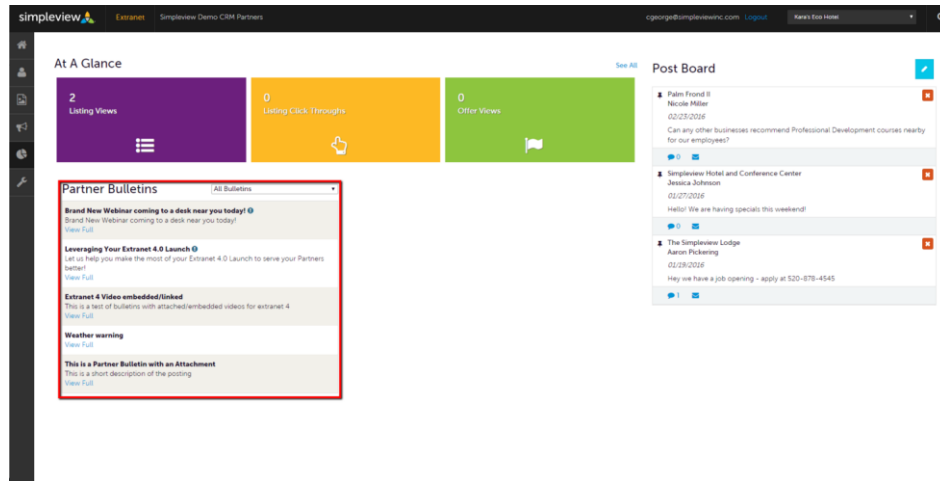 simpleview
Extranet
Simpleview Demo CRM Partners
cgeorge@simpleviewinc.com Logout
Kara's Eco Hotel
At A Glance
See All
2
Listing Views
0
Listing Click Throughs
0
Offer Views
Partner Bulletins
All Bulletins
Brand New Webinar coming to a desk near you today!
Brand New Webinar coming to a desk near you today!
View Full
Leveraging Your Extranet 4.0 Launch
Let us help you make the most of your Extranet 4.0 Launch to serve your Partners
better!
View Full
Extranet 4 Video embedded/linked
This is a test of bulletins with attached/embedded videos for extranet 4
View Full
Weather warning
View Full
This is a Partner Bulletin with an Attachment
This is a short description of the posting
View Full
Post Board
Palm Frond II
Nicole Miller
02/23/2016
Can any other businesses recommend Professional Development courses nearby
for our employees?
0
Simpleview Hotel and Conference Center
Jessica Johnson
01/27/2016
Hello! We are having specials this weekend!
0
The Simpleview Lodge
Aaron Pickering
01/19/2016
Hey we have a job opening - apply at 520-878-4545
1